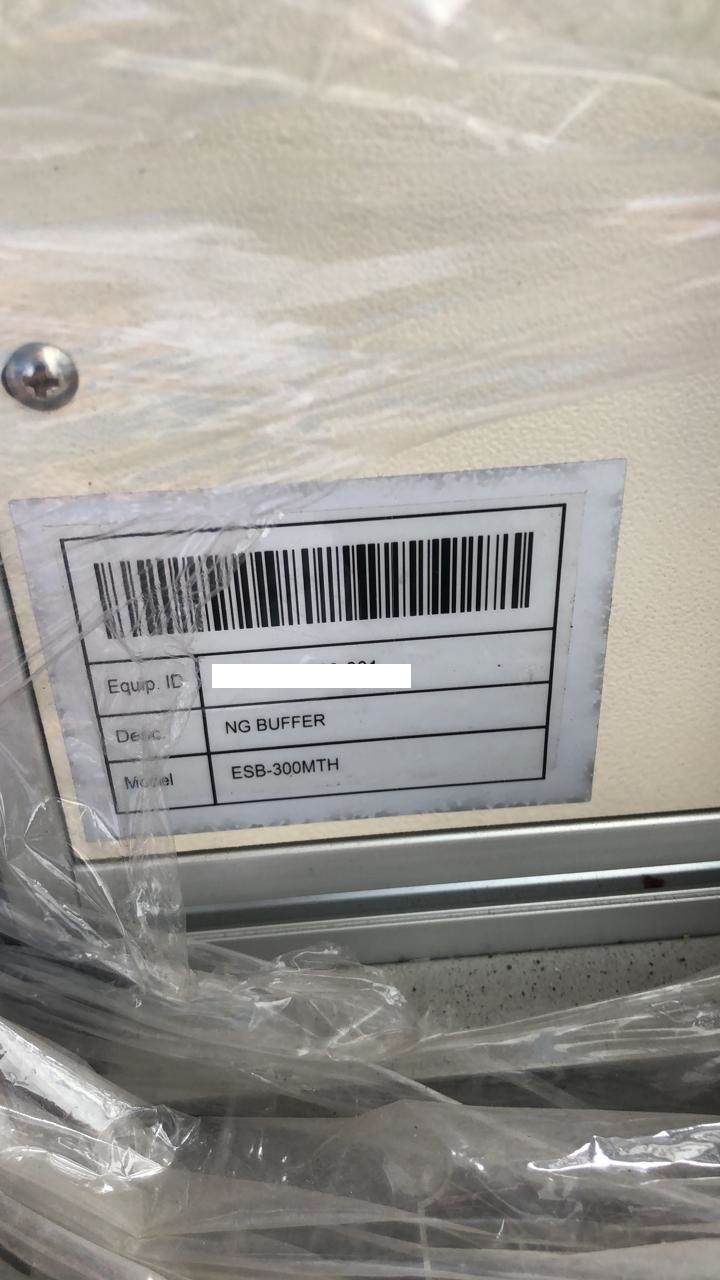 Equip. ID
Desc. NG BUFFER
Model ESB-300MTH